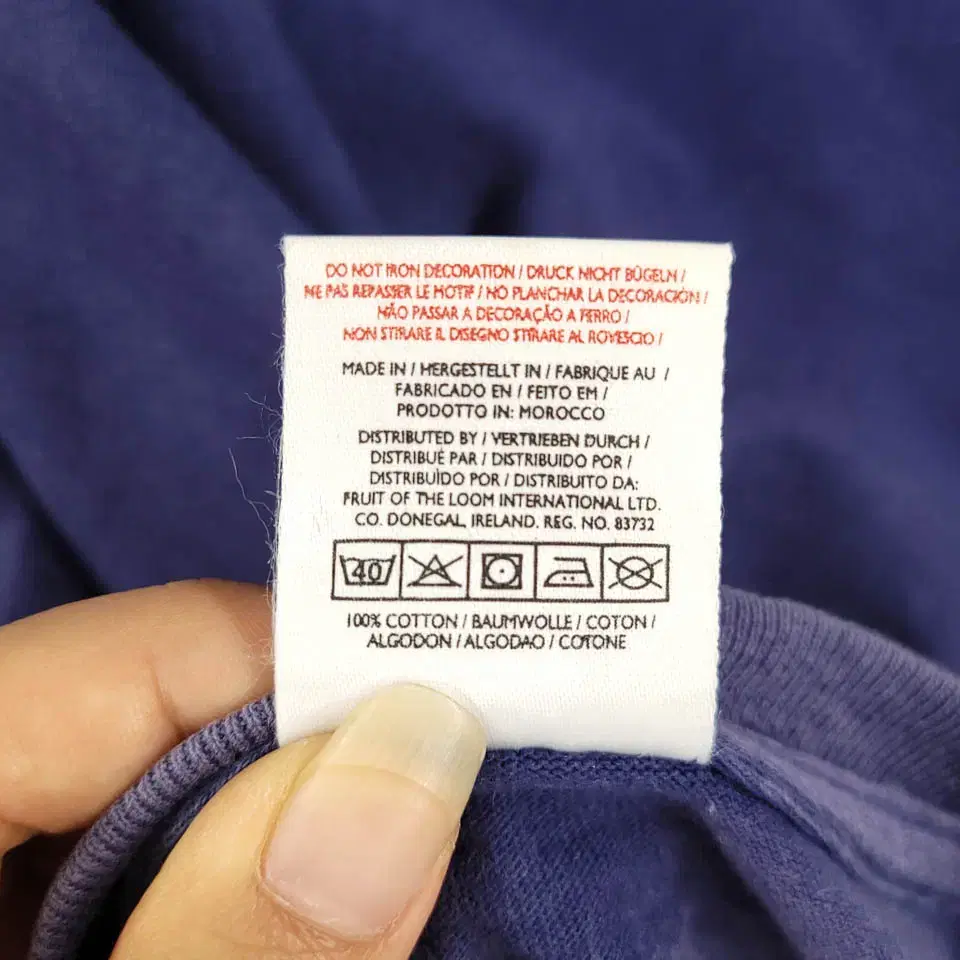 DO NOT IRON DECORATION / DRUCK NICHT BÜGELN /
NE PAS REPASSER LE MOTIF / NO PLANCHAR LA DECORACIÓN /
NÃO PASSAR A DECORAÇÃO A FERRO /
NON STIRARE IL DISEGNO STIRARE AL ROVESCIO /
MADE IN / HERGESTELLT IN / FABRIQUE AU /
FABRICADO EN / FEITO EM /
PRODOTTO IN: MOROCCO
DISTRIBUTED BY / VERTRIEBEN DURCH /
DISTRIBUÉ PAR / DISTRIBUIDO POR /
DISTRIBUÌDO POR / DISTRIBUITO DA:
FRUIT OF THE LOOM INTERNATIONAL LTD.
CO. DONEGAL, IRELAND. REG. NO. 83732
40
100% COTTON / BAUMWOLLE / COTON /
ALGODON / ALGODAO / COTONE